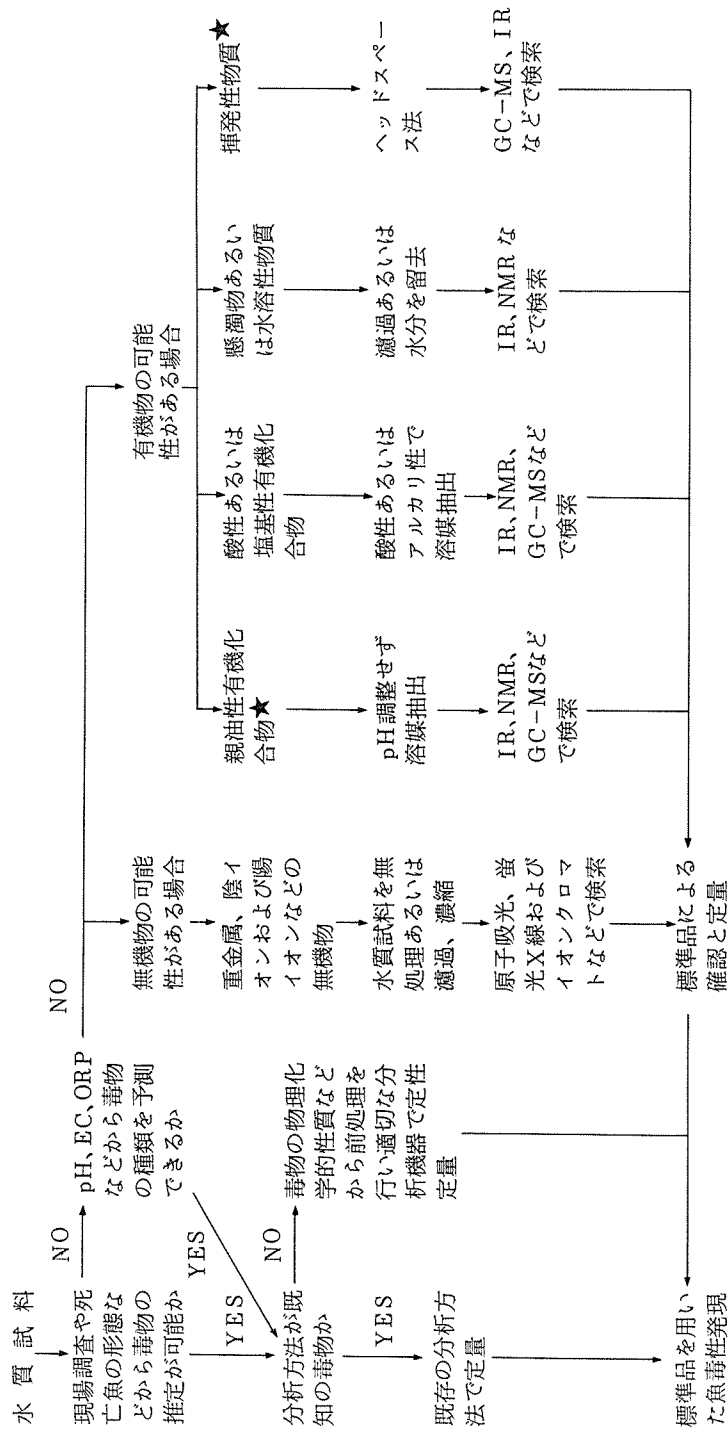 水質試料
現場調査や死
亡魚の形態な
どから毒物の
推定が可能か
NO
pH、EC、ORP
などから毒物
の種類を予測
できるか
NO
YES
YES
分析方法が既
知の毒物か
NO
毒物の物理化
学的性質など
から前処理を
行い適切な分
析機器で定性
定量
YES
既存の分析方
法で定量
標準品を用い
た魚毒性発現
無機物の可能
性がある場合
重金属、陰イ
オンおよび陽
イオンなどの
無機物
水質試料を無
処理あるいは
濾過、濃縮
原子吸光、蛍
光X線および
イオンクロマ
トなどで検索
標準品による
確認と定量
有機物の可能
性がある場合
親油性有機化
合物★
pH調整せず
溶媒抽出
IR、NMR、
GC-MSなど
で検索
酸性あるいは
塩基性有機化
合物
酸性あるいは
アルカリ性で
溶媒抽出
IR、NMR、
GC-MSなど
で検索
懸濁物あるい
は水溶性物質
濾過あるいは
水分を留去
IR、NMRな
どで検索
揮発性物質★
ヘッドスペー
ス法
GC-MS、IR
などで検索